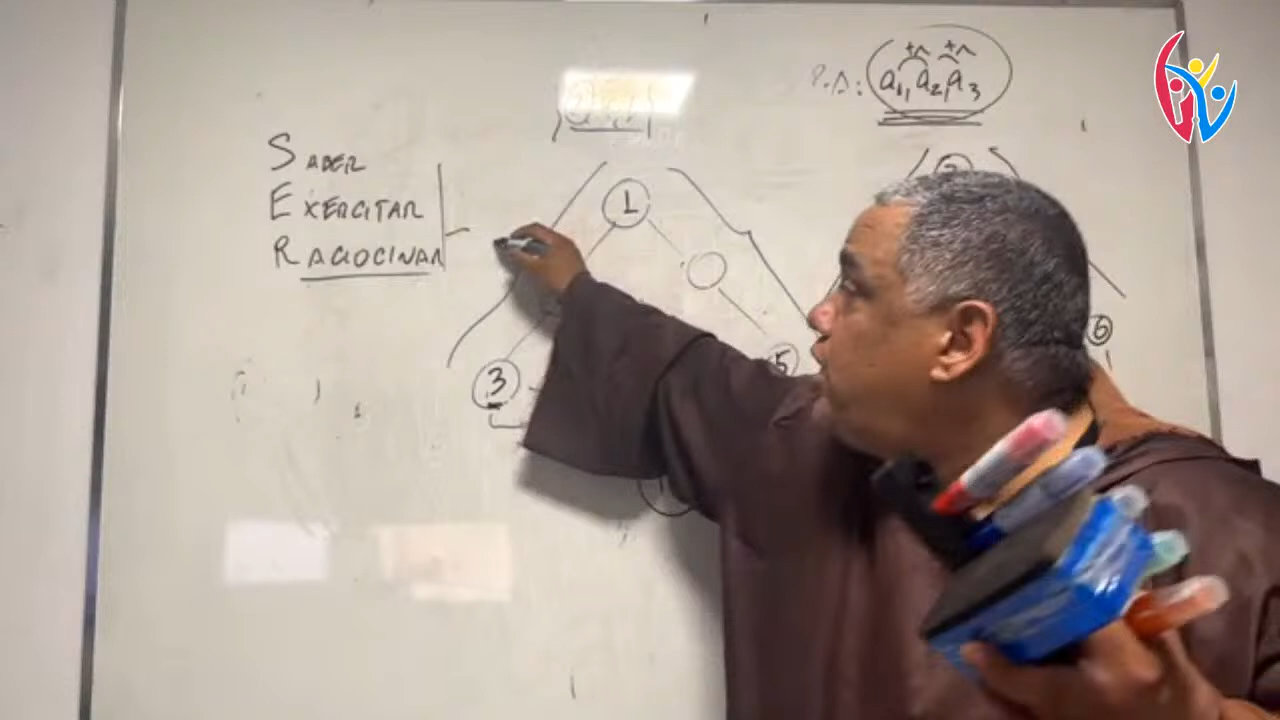 P.A: a1, a2, a3
+r +r
SABER
EXERCITAR
RACIOCINAR
1
3
5
6